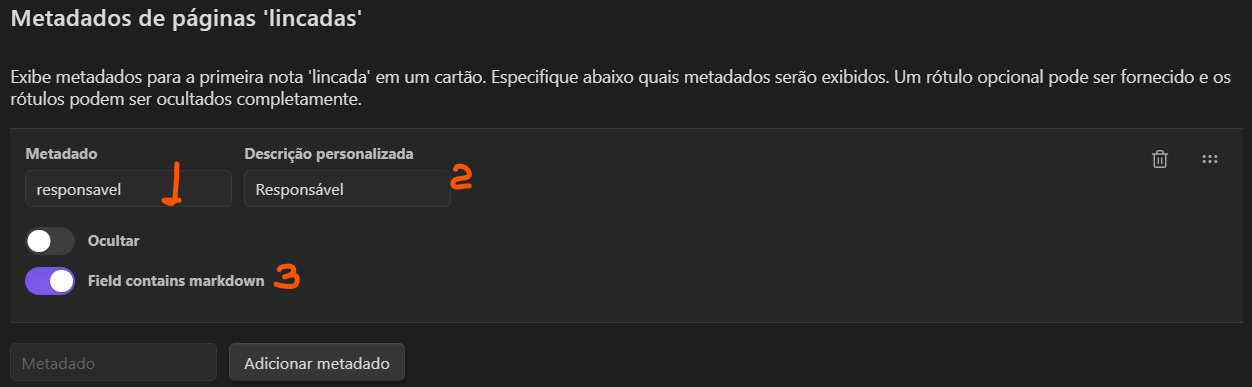 Metadados de páginas 'lincadas'
Exibe metadados para a primeira nota 'lincada' em um cartão. Especifique abaixo quais metadados serão exibidos. Um rótulo opcional pode ser fornecido e os
rótulos podem ser ocultados completamente.
Metadado Descrição personalizada
responsavel 1 Responsável 2
Ocultar
Field contains markdown 3
Metadado Adicionar metadado